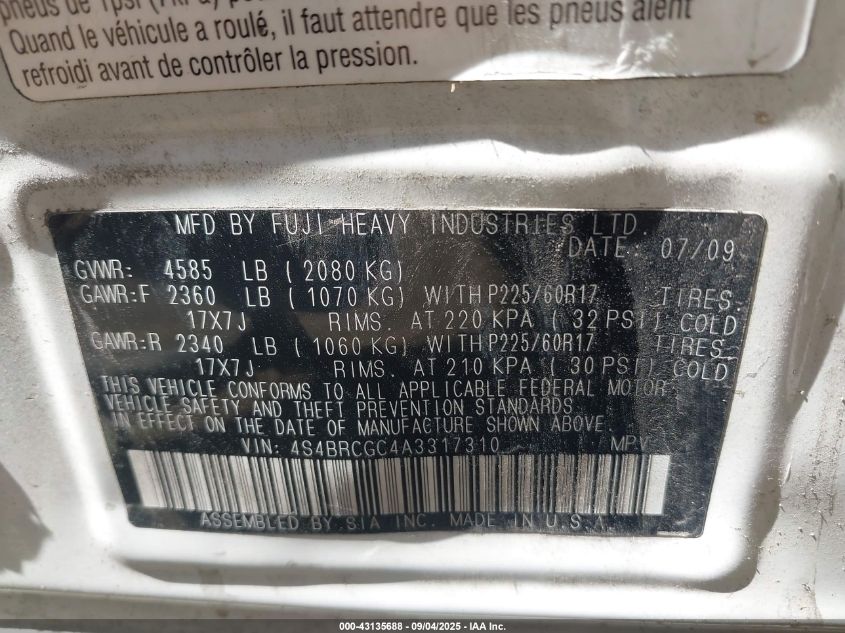 pneus de 1psi (7kPa) po
Quand le véhicule a roulé, il faut attendre que les pneus aient
refroidi avant de contrôler la pression.
MFD BY FUJI HEAVY INDUSTRIES LTD.
DATE: 07/09
GVWR: 4585 LB ( 2080 KG)
GAWR:F 2360 LB ( 1070 KG) WITH P225/60R17 TIRES.
17X7J RIMS. AT 220 KPA ( 32 PSI) COLD
GAWR:R 2340 LB ( 1060 KG) WITH P225/60R17 TIRES.
17X7J RIMS. AT 210 KPA ( 30 PSI) COLD
THIS VEHICLE CONFORMS TO ALL APPLICABLE FEDERAL MOTOR
VEHICLE SAFETY AND THEFT PREVENTION STANDARDS
IN EFFECT ON THE DATE OF MANUFACTURE SHOWN ABOVE.
VIN: 4S4BRCGC4A3317310 MPV
ASSEMBLED BY SIA INC. MADE IN U.S.A.
000-43135688 - 09/04/2025 - IAA Inc.